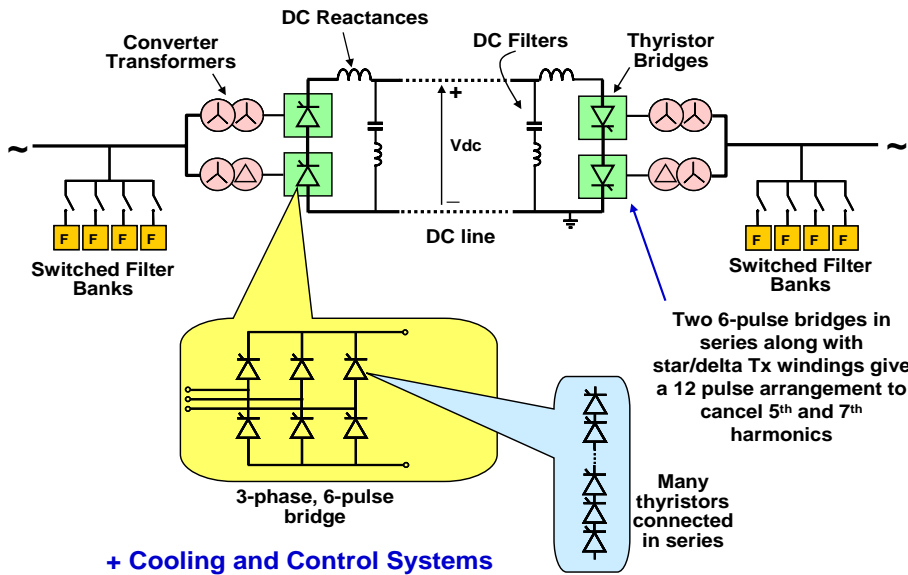 DC Reactances
Converter
Transformers
DC Filters
Thyristor
Bridges
~
+
Vdc
_
~
DC line
F F F F
Switched Filter
Banks
F F F F
Switched Filter
Banks
Two 6-pulse bridges in
series along with
star/delta Tx windings give
a 12 pulse arrangement to
cancel 5th and 7th
harmonics
3-phase, 6-pulse
bridge
Many
thyristors
connected
in series
+ Cooling and Control Systems